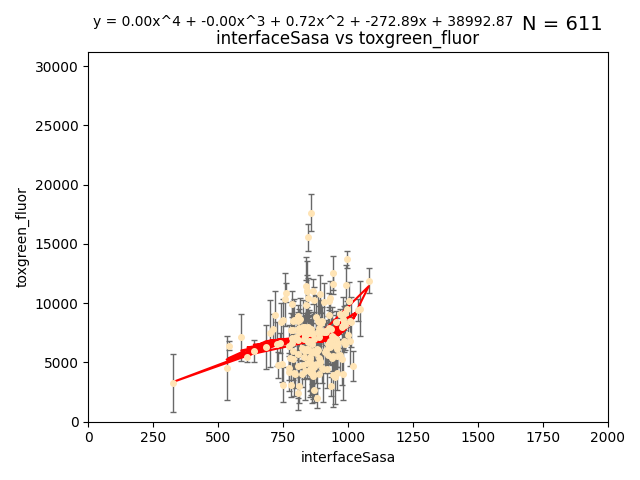 y = 0.00x^4 + -0.00x^3 + 0.72x^2 + -272.89x + 38992.87 N = 611
interfaceSasa vs toxgreen_fluor
toxgreen_fluor
30000
25000
20000
15000
10000
5000
0
0 250 500 750 1000 1250 1500 1750 2000
interfaceSasa